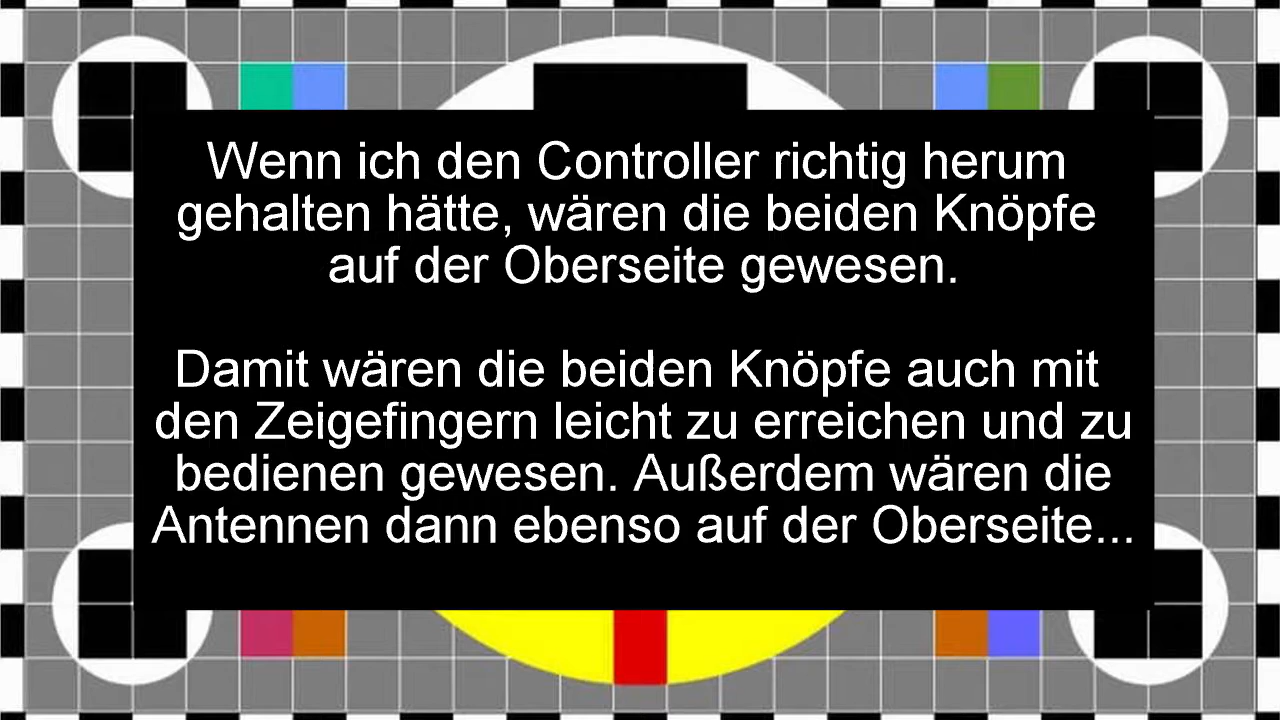 Wenn ich den Controller richtig herum
gehalten hätte, wären die beiden Knöpfe
auf der Oberseite gewesen.
Damit wären die beiden Knöpfe auch mit
den Zeigefingern leicht zu erreichen und zu
bedienen gewesen. Außerdem wären die
Antennen dann ebenso auf der Oberseite...